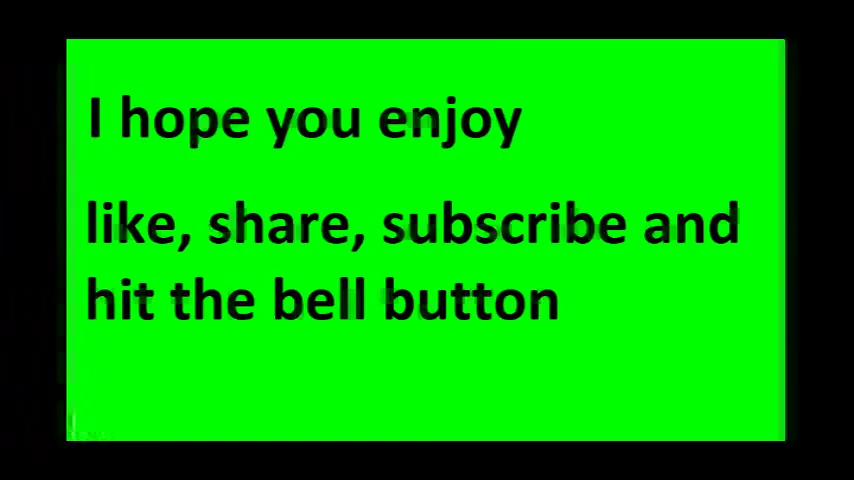 I hope you enjoy
like, share, subscribe and
hit the bell button